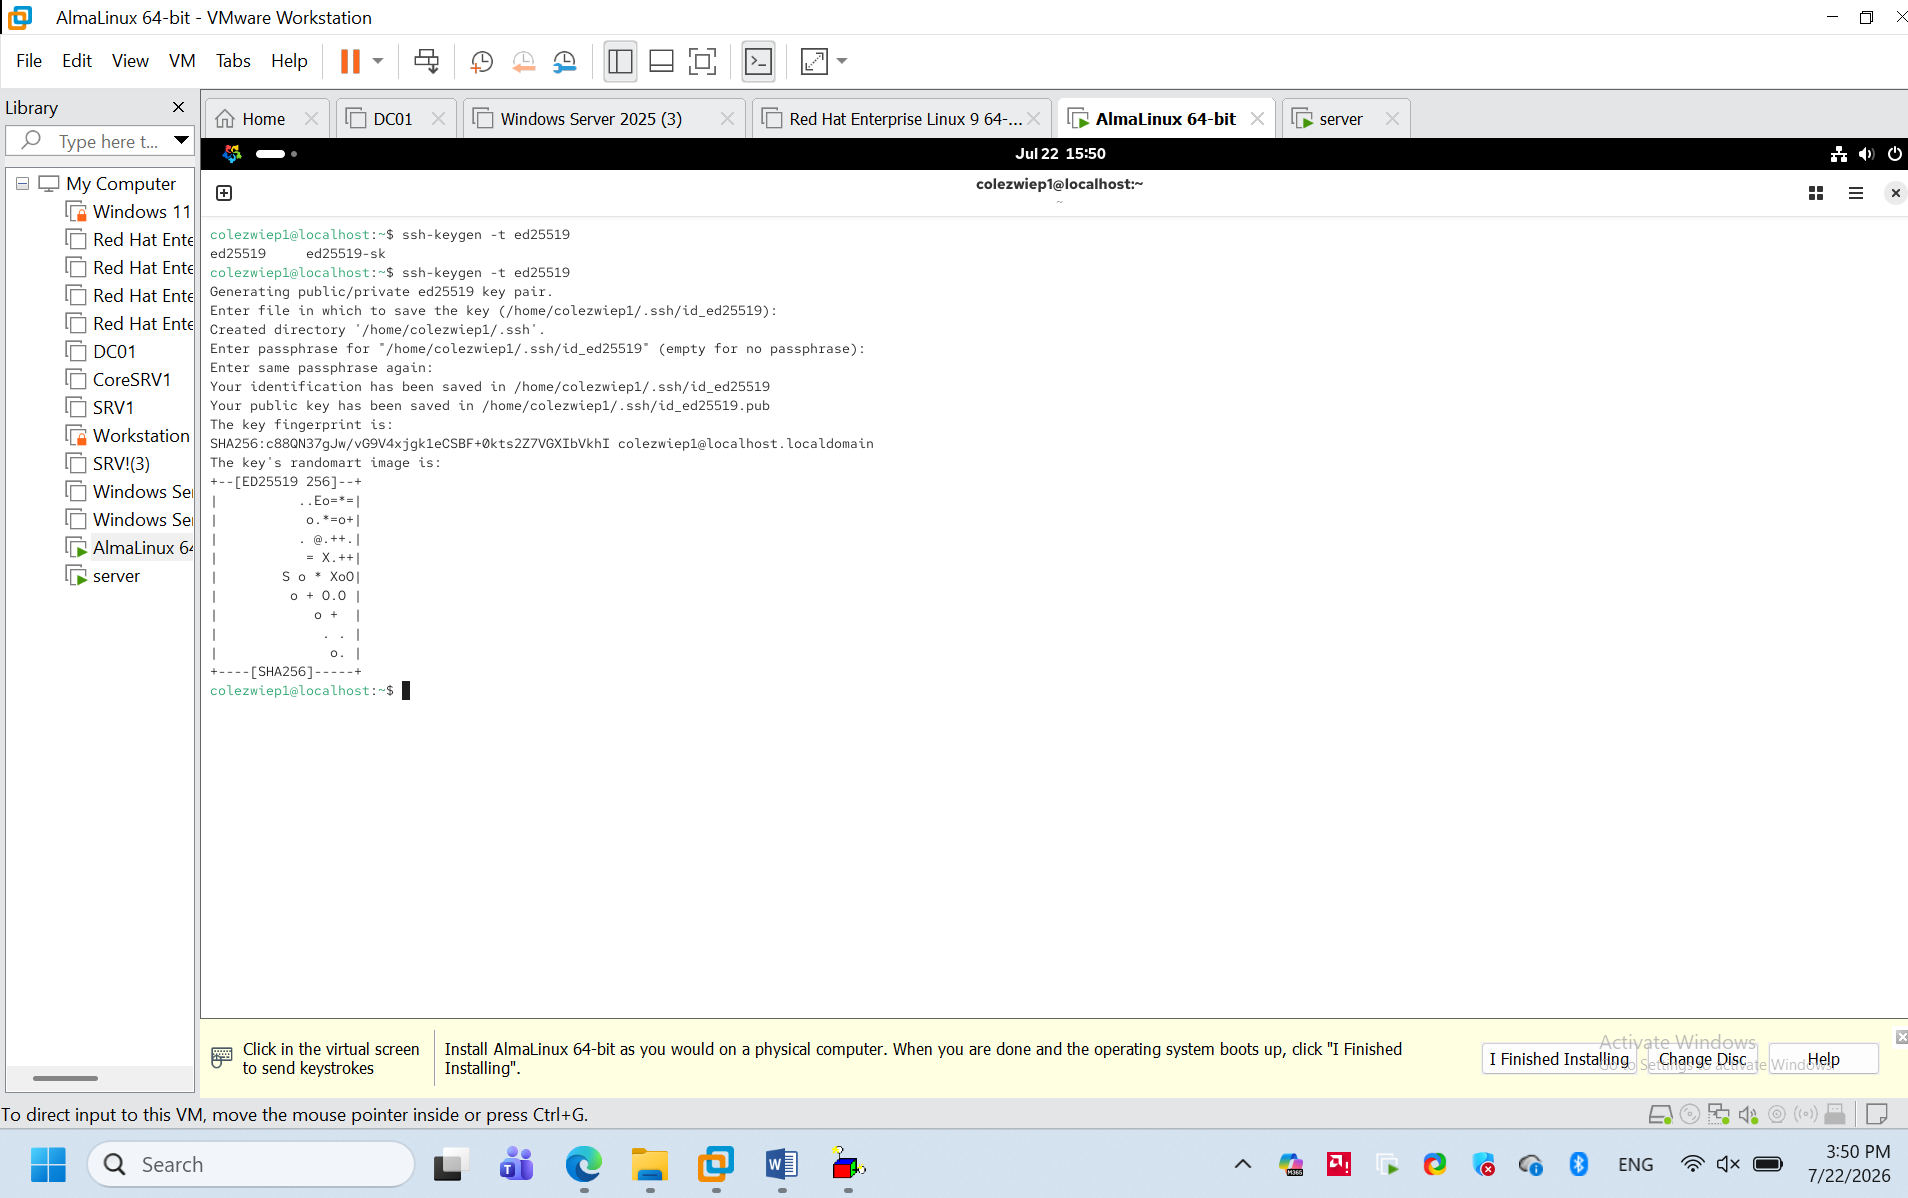 AlmaLinux 64-bit - VMware Workstation
File Edit View VM Tabs Help
Library
Type here t...
My Computer
Windows 11
Red Hat Ente
Red Hat Ente
Red Hat Ente
Red Hat Ente
DC01
CoreSRV1
SRV1
Workstation
SRV!(3)
Windows Se
Windows Se
AlmaLinux 64
server
Home
DC01
Windows Server 2025 (3)
Red Hat Enterprise Linux 9 64-...
AlmaLinux 64-bit
server
Jul 22 15:50
colezwiep1@localhost:~
~
colezwiep1@localhost:~$ ssh-keygen -t ed25519
ed25519     ed25519-sk
colezwiep1@localhost:~$ ssh-keygen -t ed25519
Generating public/private ed25519 key pair.
Enter file in which to save the key (/home/colezwiep1/.ssh/id_ed25519):
Created directory '/home/colezwiep1/.ssh'.
Enter passphrase for "/home/colezwiep1/.ssh/id_ed25519" (empty for no passphrase):
Enter same passphrase again:
Your identification has been saved in /home/colezwiep1/.ssh/id_ed25519
Your public key has been saved in /home/colezwiep1/.ssh/id_ed25519.pub
The key fingerprint is:
SHA256:c88QN37gJw/vG9V4xjgk1eCSBF+0kts2Z7VGXIbVkhI colezwiep1@localhost.localdomain
The key's randomart image is:
+--[ED25519 256]--+
|          ..Eo=*=|
|           o.*=o+|
|          . @.++.|
|           = X.++|
|        S o * XoO|
|         o + O.O |
|            o +  |
|             . . |
|              o. |
+----[SHA256]-----+
colezwiep1@localhost:~$
Click in the virtual screen
to send keystrokes
Install AlmaLinux 64-bit as you would on a physical computer. When you are done and the operating system boots up, click "I Finished
Installing".
I Finished Installing
Change Disc
Help
Activate Windows
Go to Settings to activate Windows.
To direct input to this VM, move the mouse pointer inside or press Ctrl+G.
Search
M365
ENG
3:50 PM
7/22/2026